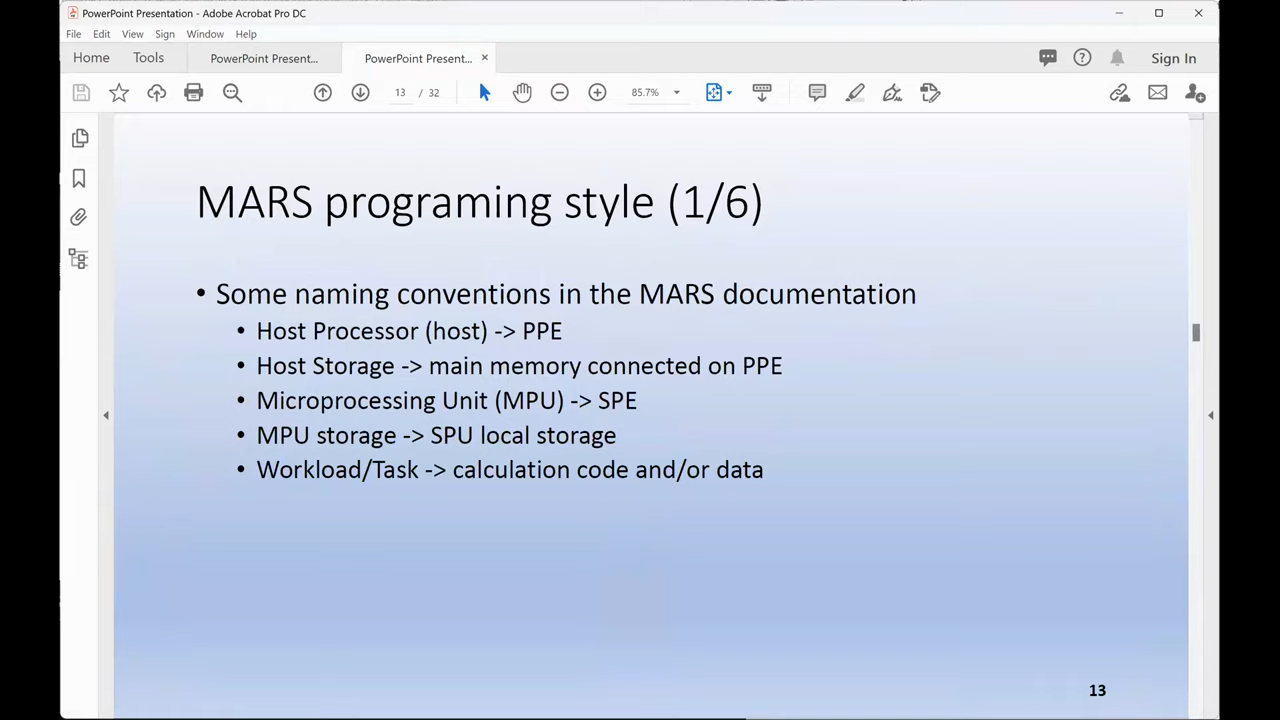 PowerPoint Presentation - Adobe Acrobat Pro DC
File Edit View Sign Window Help
Home Tools PowerPoint Present... PowerPoint Present... × Sign In
13 / 32 85.7%
MARS programing style (1/6)
• Some naming conventions in the MARS documentation
• Host Processor (host) -> PPE
• Host Storage -> main memory connected on PPE
• Microprocessing Unit (MPU) -> SPE
• MPU storage -> SPU local storage
• Workload/Task -> calculation code and/or data
13